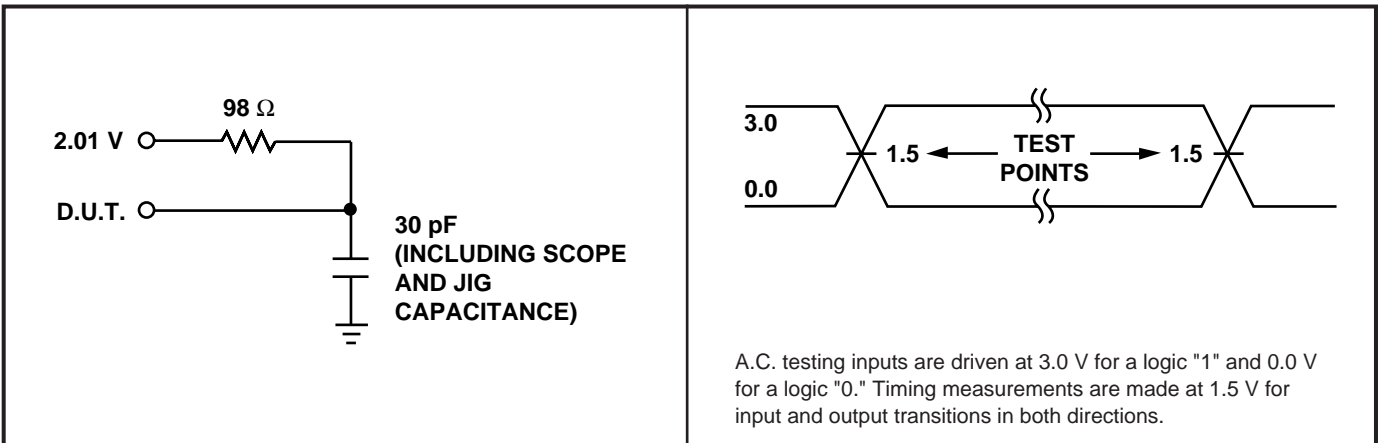 98 Ω
2.01 V
D.U.T.
30 pF
(INCLUDING SCOPE
AND JIG
CAPACITANCE)
3.0
0.0
1.5
TEST
POINTS
1.5
A.C. testing inputs are driven at 3.0 V for a logic "1" and 0.0 V
for a logic "0." Timing measurements are made at 1.5 V for
input and output transitions in both directions.